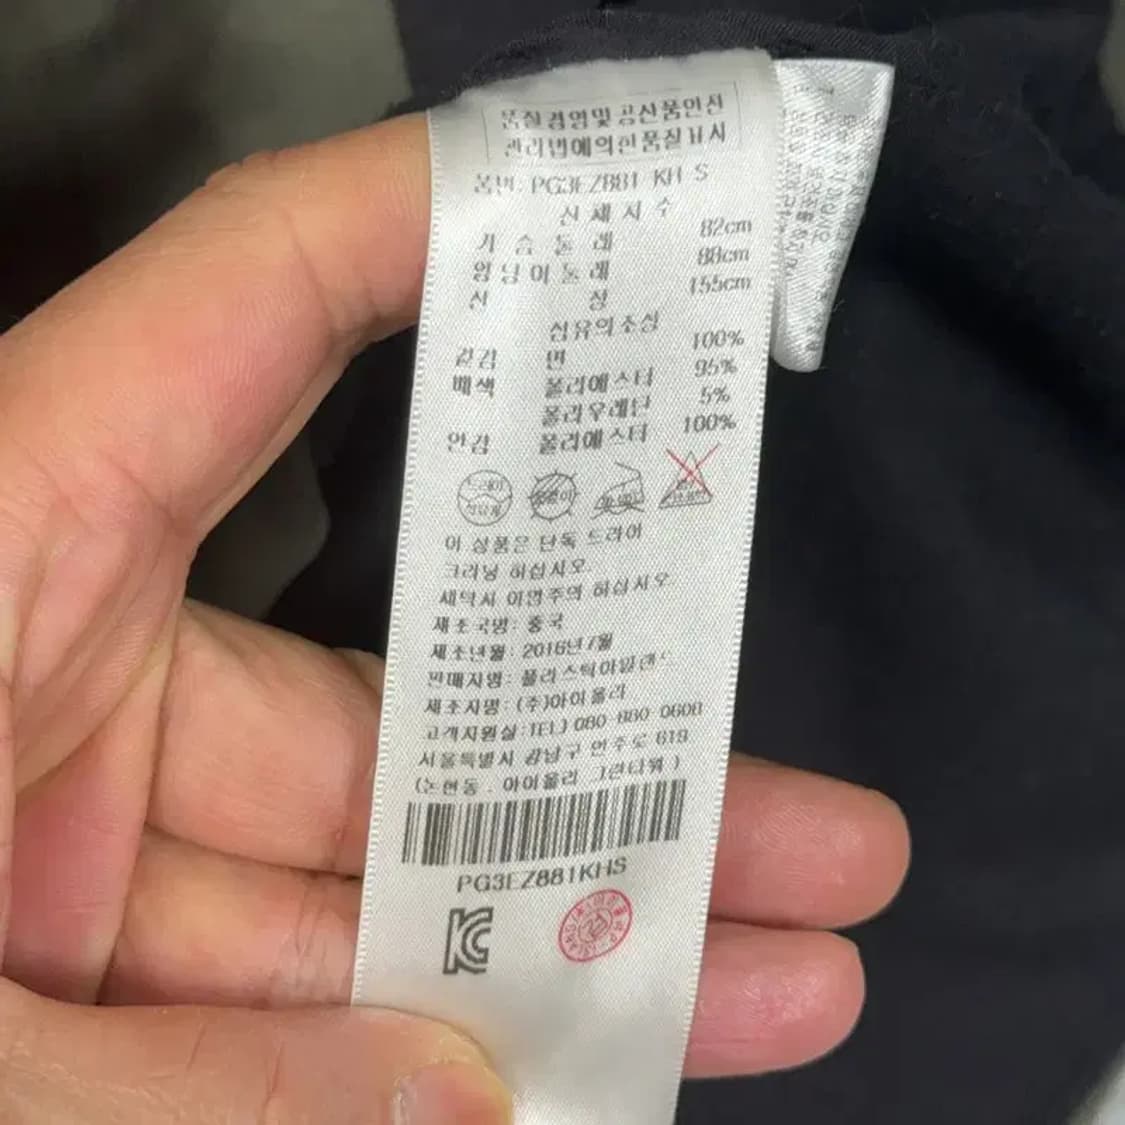 품질경영및 공산품안전
관리법에의한품질표시
품번: PG3EZ881 KH S
신 체 치 수
가 슴 둘 레 82cm
엉 덩 이 둘 레 88cm
신 장 155cm
섬유의조성
겉감 면 100%
배색 폴리에스터 95%
폴리우레탄 5%
안감 폴리에스터 100%
드라이
석유계
이 상품은 단독 드라이
크리닝 하십시오.
세탁시 이염주의 하십시오
제조국명: 중국
제조년월: 2016년7월
판매자명: 플라스틱아일랜드
제조자명: (주)아이올리
고객지원실:TEL) 080 880 0608
서울특별시 강남구 언주로 619
(논현동 . 아이올리 그린타워 )
PG3EZ881KHS
KC